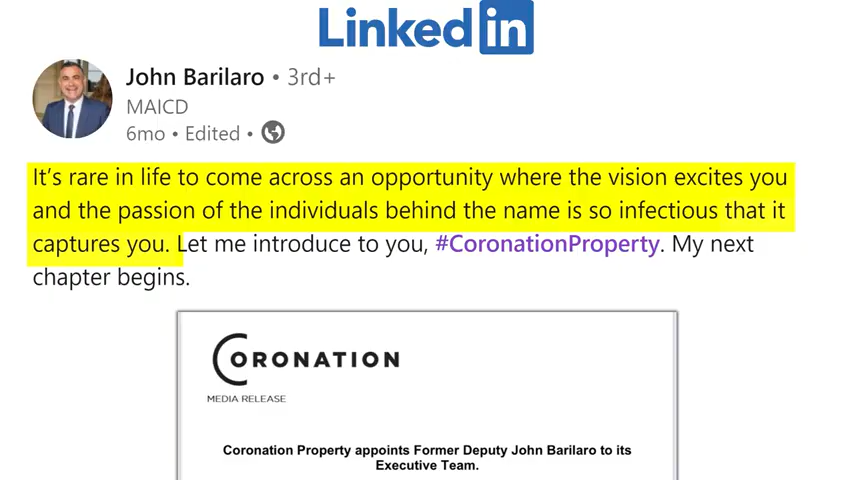 Linkedin
John Barilaro • 3rd+
MAICD
6mo • Edited •
It's rare in life to come across an opportunity where the vision excites you
and the passion of the individuals behind the name is so infectious that it
captures you. Let me introduce to you, #CoronationProperty. My next
chapter begins.
CORONATION
MEDIA RELEASE
Coronation Property appoints Former Deputy John Barilaro to its
Executive Team.